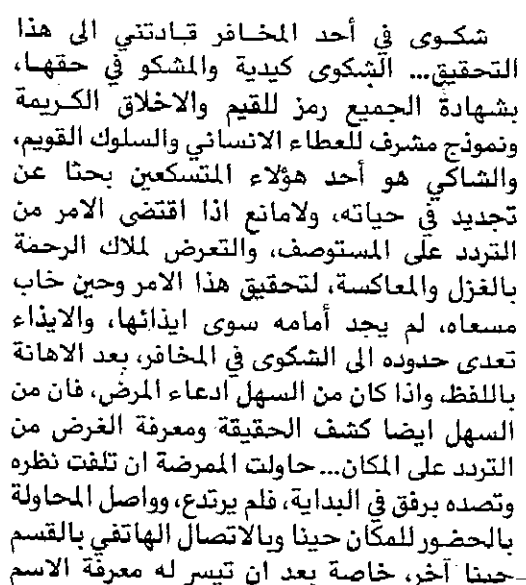 شكوى في أحد المخافر قادتني الى هذا
التحقيق... الشكوى كيدية والمشكو في حقها،
بشهادة الجميع رمز للقيم والاخلاق الكريمة
ونموذج مشرف للعطاء الانساني والسلوك القويم،
والشاكي هو أحد هؤلاء المتسكعين بحثا عن
تجديد في حياته، ولامانع اذا اقتضى الامر من
التردد على المستوصف، والتعرض لملاك الرحمة
بالغزل والمعاكسة، لتحقيق هذا الامر وحين خاب
مسعاه، لم يجد أمامه سوى ايذائها، والايذاء
تعدى حدوده الى الشكوى في المخافر، بعد الاهانة
باللفظ، واذا كان من السهل ادعاء المرض، فان من
السهل ايضا كشف الحقيقة ومعرفة الغرض من
التردد على المكان... حاولت الممرضة ان تلفت نظره
وتصده برفق في البداية، فلم يرتدع، وواصل المحاولة
بالحضور للمكان حينا وبالاتصال الهاتفي بالقسم
حينا آخر، خاصة بعد ان تيسر له معرفة الاسم